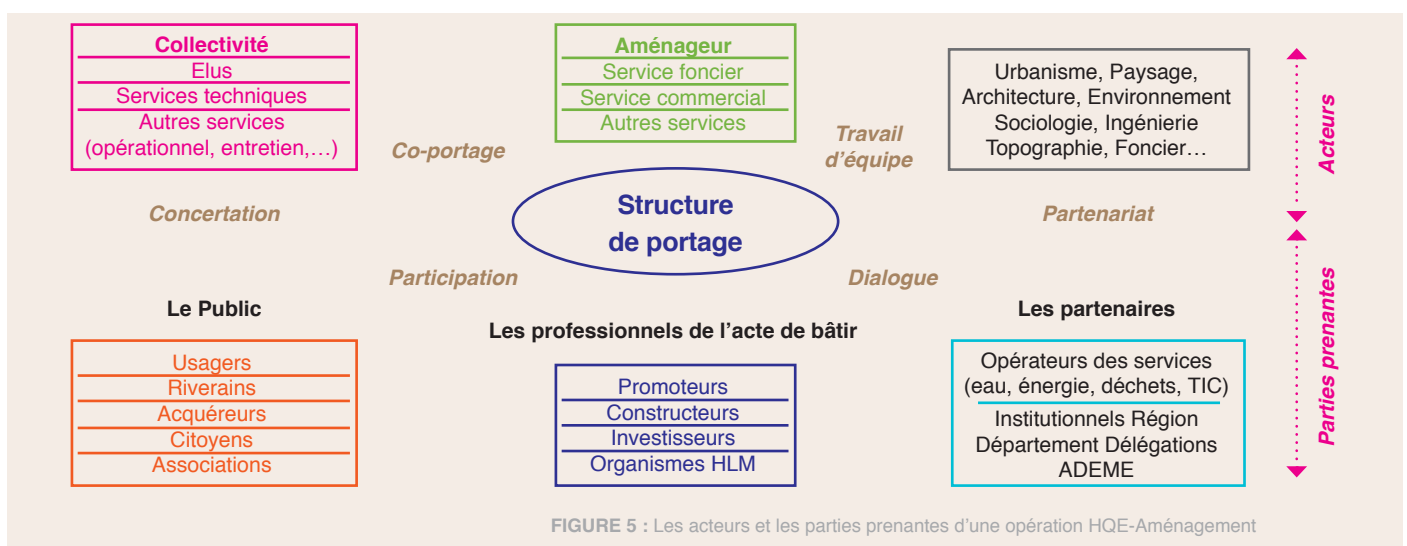 Collectivité
Elus
Services techniques
Autres services
(opérationnel, entretien,…)
Aménageur
Service foncier
Service commercial
Autres services
Urbanisme, Paysage,
Architecture, Environnement
Sociologie, Ingénierie
Topographie, Foncier…
Acteurs
Co-portage
Travail
d'équipe
Concertation
Structure
de portage
Partenariat
Participation
Dialogue
Parties prenantes
Le Public
Usagers
Riverains
Acquéreurs
Citoyens
Associations
Les professionnels de l'acte de bâtir
Promoteurs
Constructeurs
Investisseurs
Organismes HLM
Les partenaires
Opérateurs des services
(eau, énergie, déchets, TIC)
Institutionnels Région
Département Délégations
ADEME
FIGURE 5 : Les acteurs et les parties prenantes d'une opération HQE-Aménagement